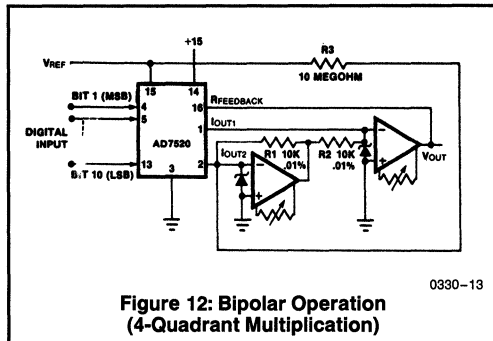 +15
R3
VREF
10 MEGOHM
15
14
BIT 1 (MSB)
4
16
RFEEDBACK
5
1
IOUT1
DIGITAL
INPUT
AD7520
R1 10K
.01%
R2 10K
.01%
VOUT
BIT 10 (LSB)
13
3
2
IOUT2
0330-13
Figure 12: Bipolar Operation
(4-Quadrant Multiplication)